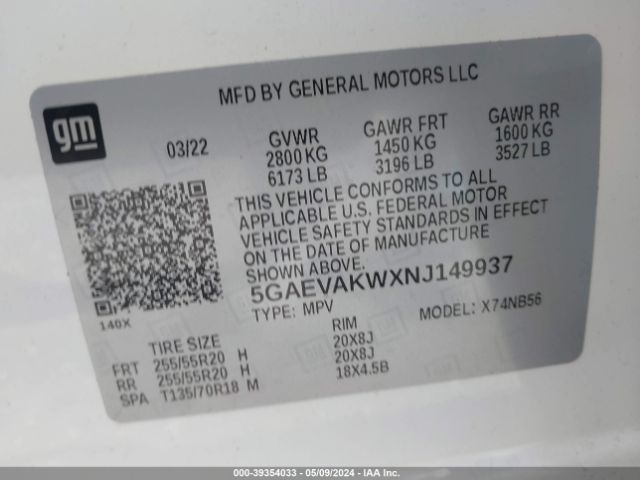 MFD BY GENERAL MOTORS LLC
gm
03/22
GVWR
2800 KG
6173 LB
GAWR FRT
1450 KG
3196 LB
GAWR RR
1600 KG
3527 LB
THIS VEHICLE CONFORMS TO ALL
APPLICABLE U.S. FEDERAL MOTOR
VEHICLE SAFETY STANDARDS IN EFFECT
ON THE DATE OF MANUFACTURE
SHOWN ABOVE.
5GAEVAKWXNJ149937
TYPE: MPV
MODEL: X74NB56
140X
TIRE SIZE
RIM
FRT 255/55R20 H 20X8J
RR 255/55R20 H 20X8J
SPA T135/70R18 M 18X4.5B
000-39354033 - 05/09/2024 - IAAI.COM